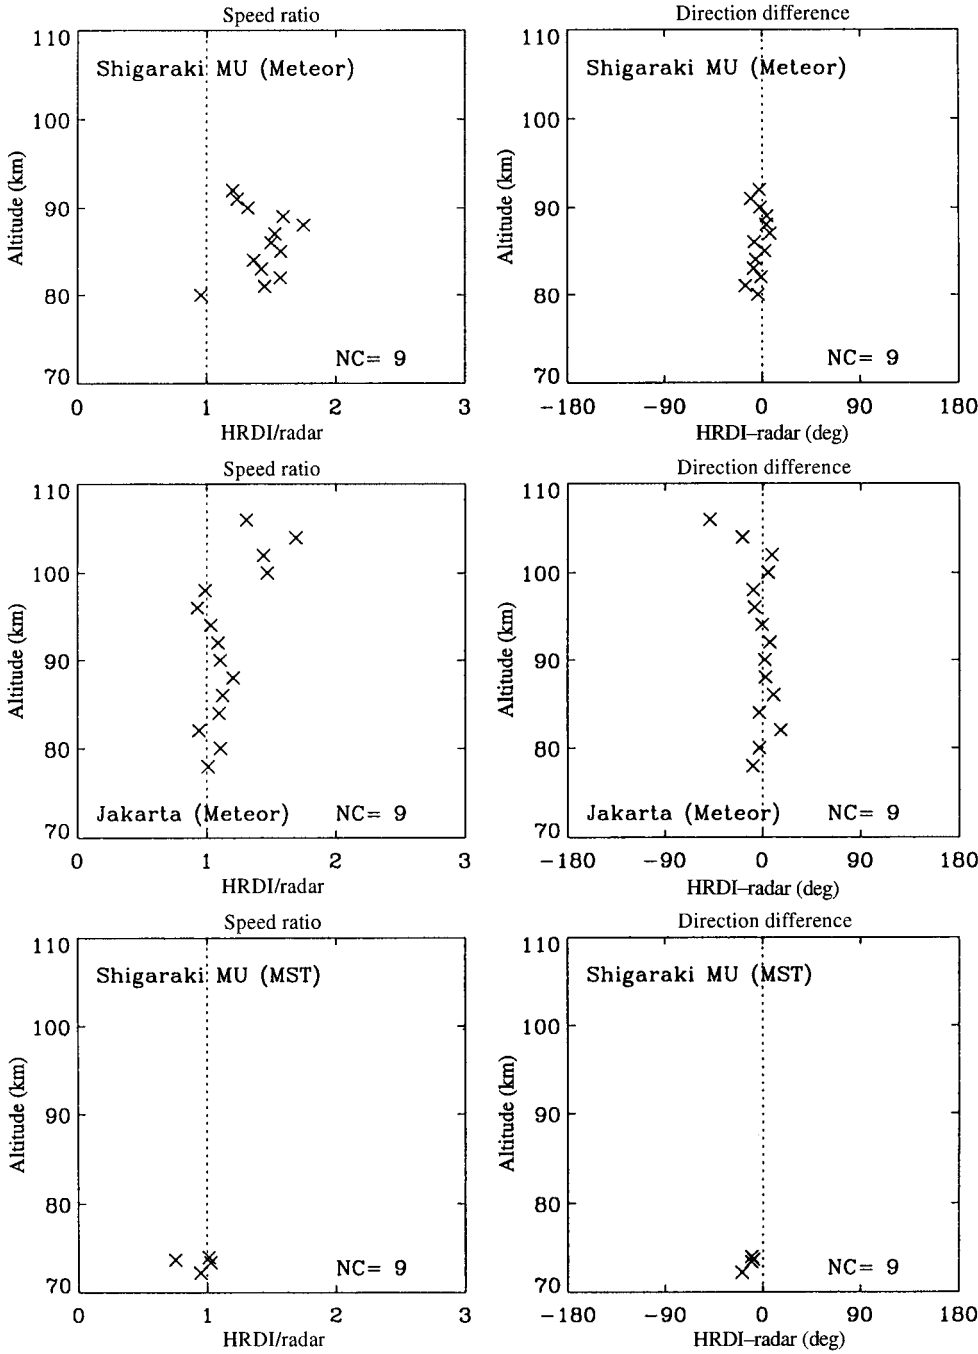 Speed ratio
110
100
90
80
70
Altitude (km)
Shigaraki MU (Meteor)
NC= 9
0 1 2 3
HRDI/radar
Direction difference
110
100
90
80
70
Altitude (km)
Shigaraki MU (Meteor)
NC= 9
−180 −90 0 90 180
HRDI–radar (deg)
Speed ratio
110
100
90
80
70
Altitude (km)
Jakarta (Meteor) NC= 9
0 1 2 3
HRDI/radar
Direction difference
110
100
90
80
70
Altitude (km)
Jakarta (Meteor) NC= 9
−180 −90 0 90 180
HRDI–radar (deg)
Speed ratio
110
100
90
80
70
Altitude (km)
Shigaraki MU (MST)
NC= 9
0 1 2 3
HRDI/radar
Direction difference
110
100
90
80
70
Altitude (km)
Shigaraki MU (MST)
NC= 9
−180 −90 0 90 180
HRDI–radar (deg)